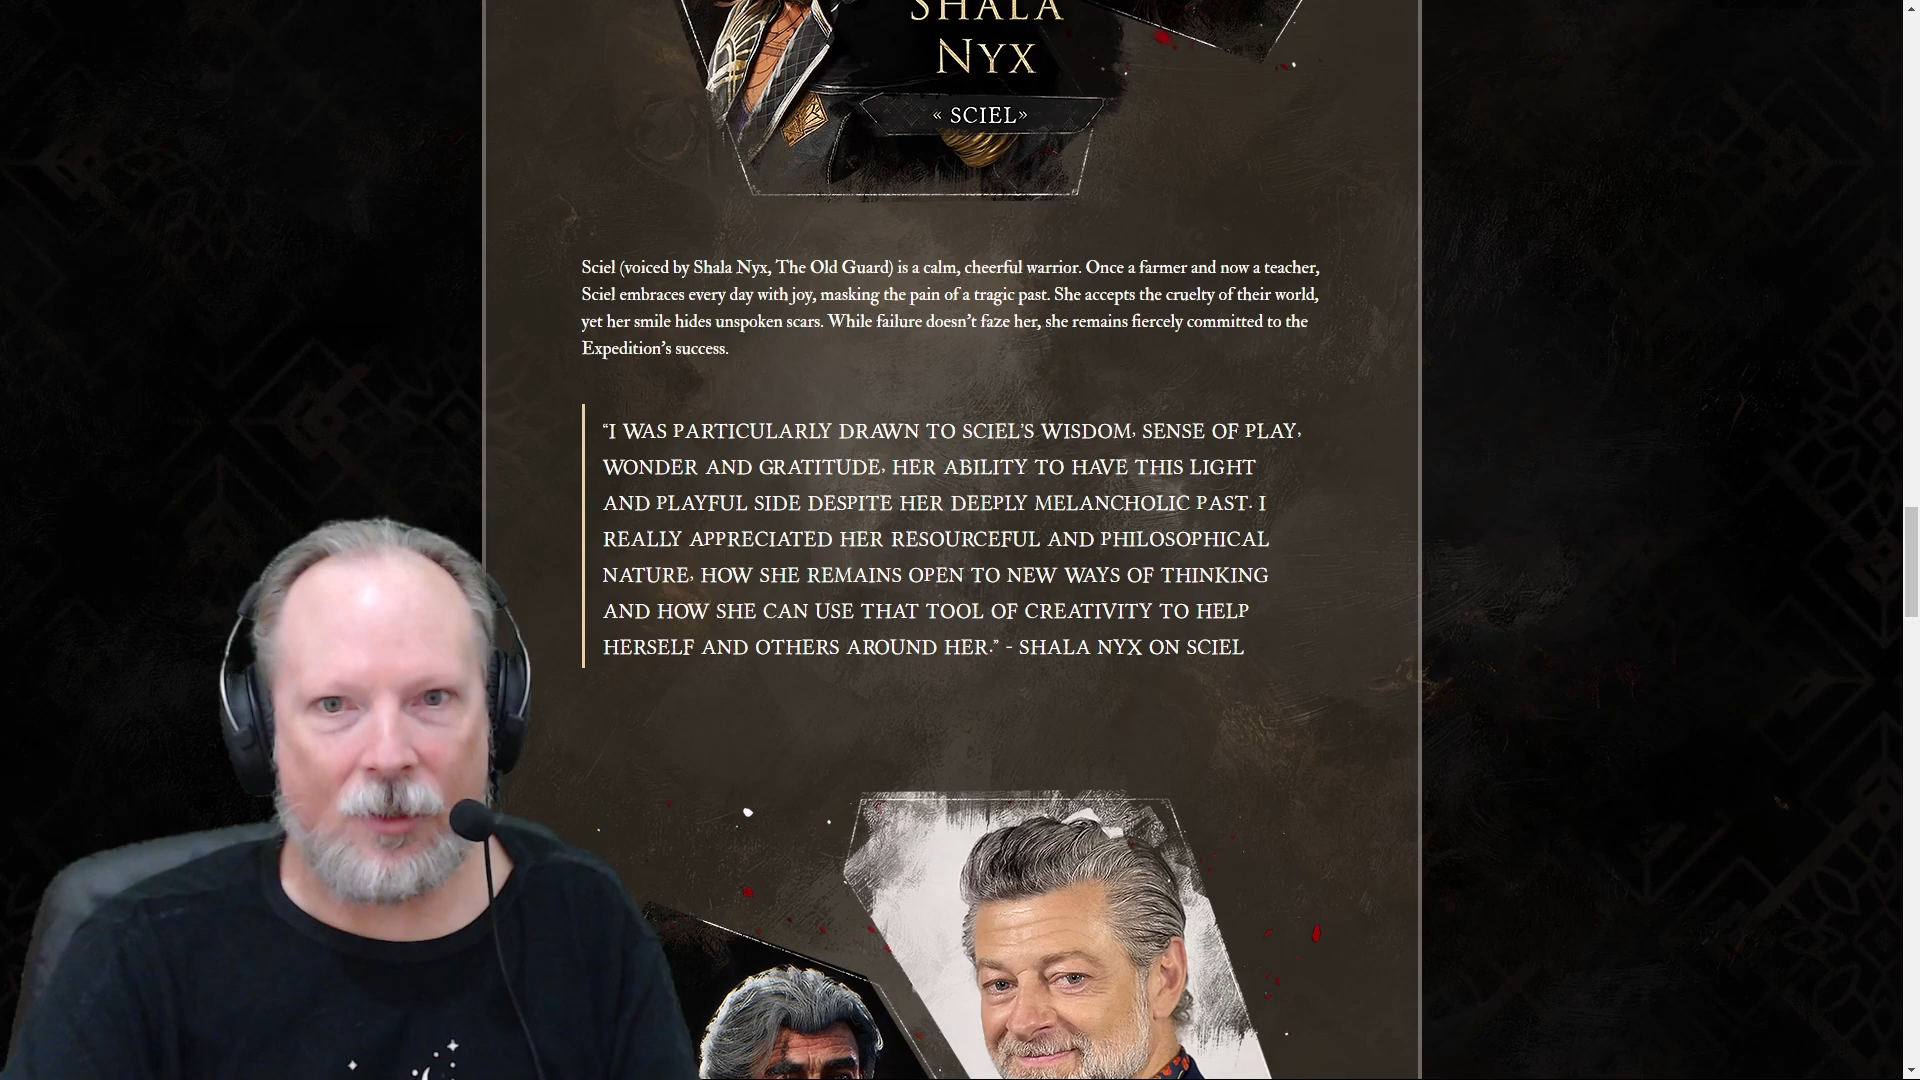 SHALA
NYX
« SCIEL»
Sciel (voiced by Shala Nyx, The Old Guard) is a calm, cheerful warrior. Once a farmer and now a teacher,
Sciel embraces every day with joy, masking the pain of a tragic past. She accepts the cruelty of their world,
yet her smile hides unspoken scars. While failure doesn’t faze her, she remains fiercely committed to the
Expedition’s success.
“I WAS PARTICULARLY DRAWN TO SCIEL’S WISDOM, SENSE OF PLAY,
WONDER AND GRATITUDE, HER ABILITY TO HAVE THIS LIGHT
AND PLAYFUL SIDE DESPITE HER DEEPLY MELANCHOLIC PAST. I
REALLY APPRECIATED HER RESOURCEFUL AND PHILOSOPHICAL
NATURE, HOW SHE REMAINS OPEN TO NEW WAYS OF THINKING
AND HOW SHE CAN USE THAT TOOL OF CREATIVITY TO HELP
HERSELF AND OTHERS AROUND HER.” - SHALA NYX ON SCIEL